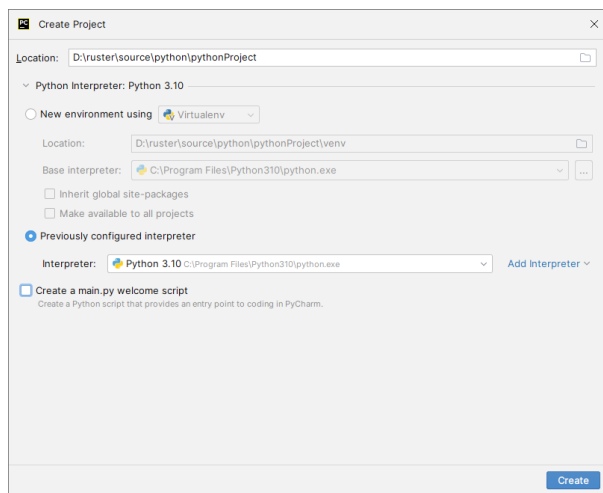 PC Create Project
Location: D:\ruster\source\python\pythonProject
Python Interpreter: Python 3.10
New environment using Virtualenv
Location: D:\ruster\source\python\pythonProject\venv
Base interpreter: C:\Program Files\Python310\python.exe ...
Inherit global site-packages
Make available to all projects
Previously configured interpreter
Interpreter: Python 3.10 C:\Program Files\Python310\python.exe Add Interpreter
Create a main.py welcome script
Create a Python script that provides an entry point to coding in PyCharm.
Create